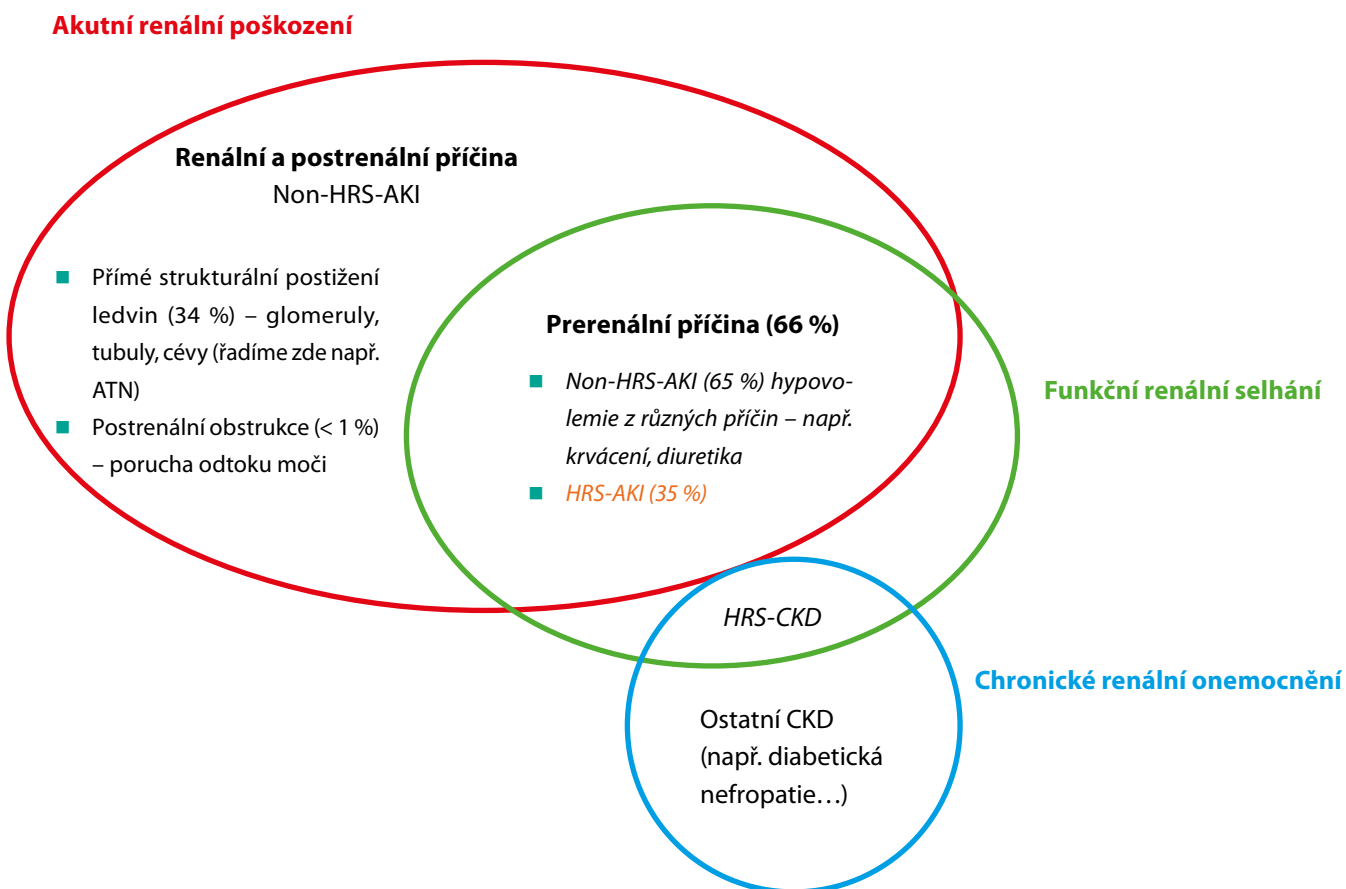 Akutní renální poškození
Renální a postrenální příčina
Non-HRS-AKI
Přímé strukturální postižení
ledvin (34 %) – glomeruly,
tubuly, cévy (řadíme zde např.
ATN)
Postrenální obstrukce (< 1 %)
– porucha odtoku moči
Prerenální příčina (66 %)
Non-HRS-AKI (65 %) hypovo-
lemie z různých příčin – např.
krvácení, diuretika
HRS-AKI (35 %)
Funkční renální selhání
HRS-CKD
Chronické renální onemocnění
Ostatní CKD
(např. diabetická
nefropatie…)